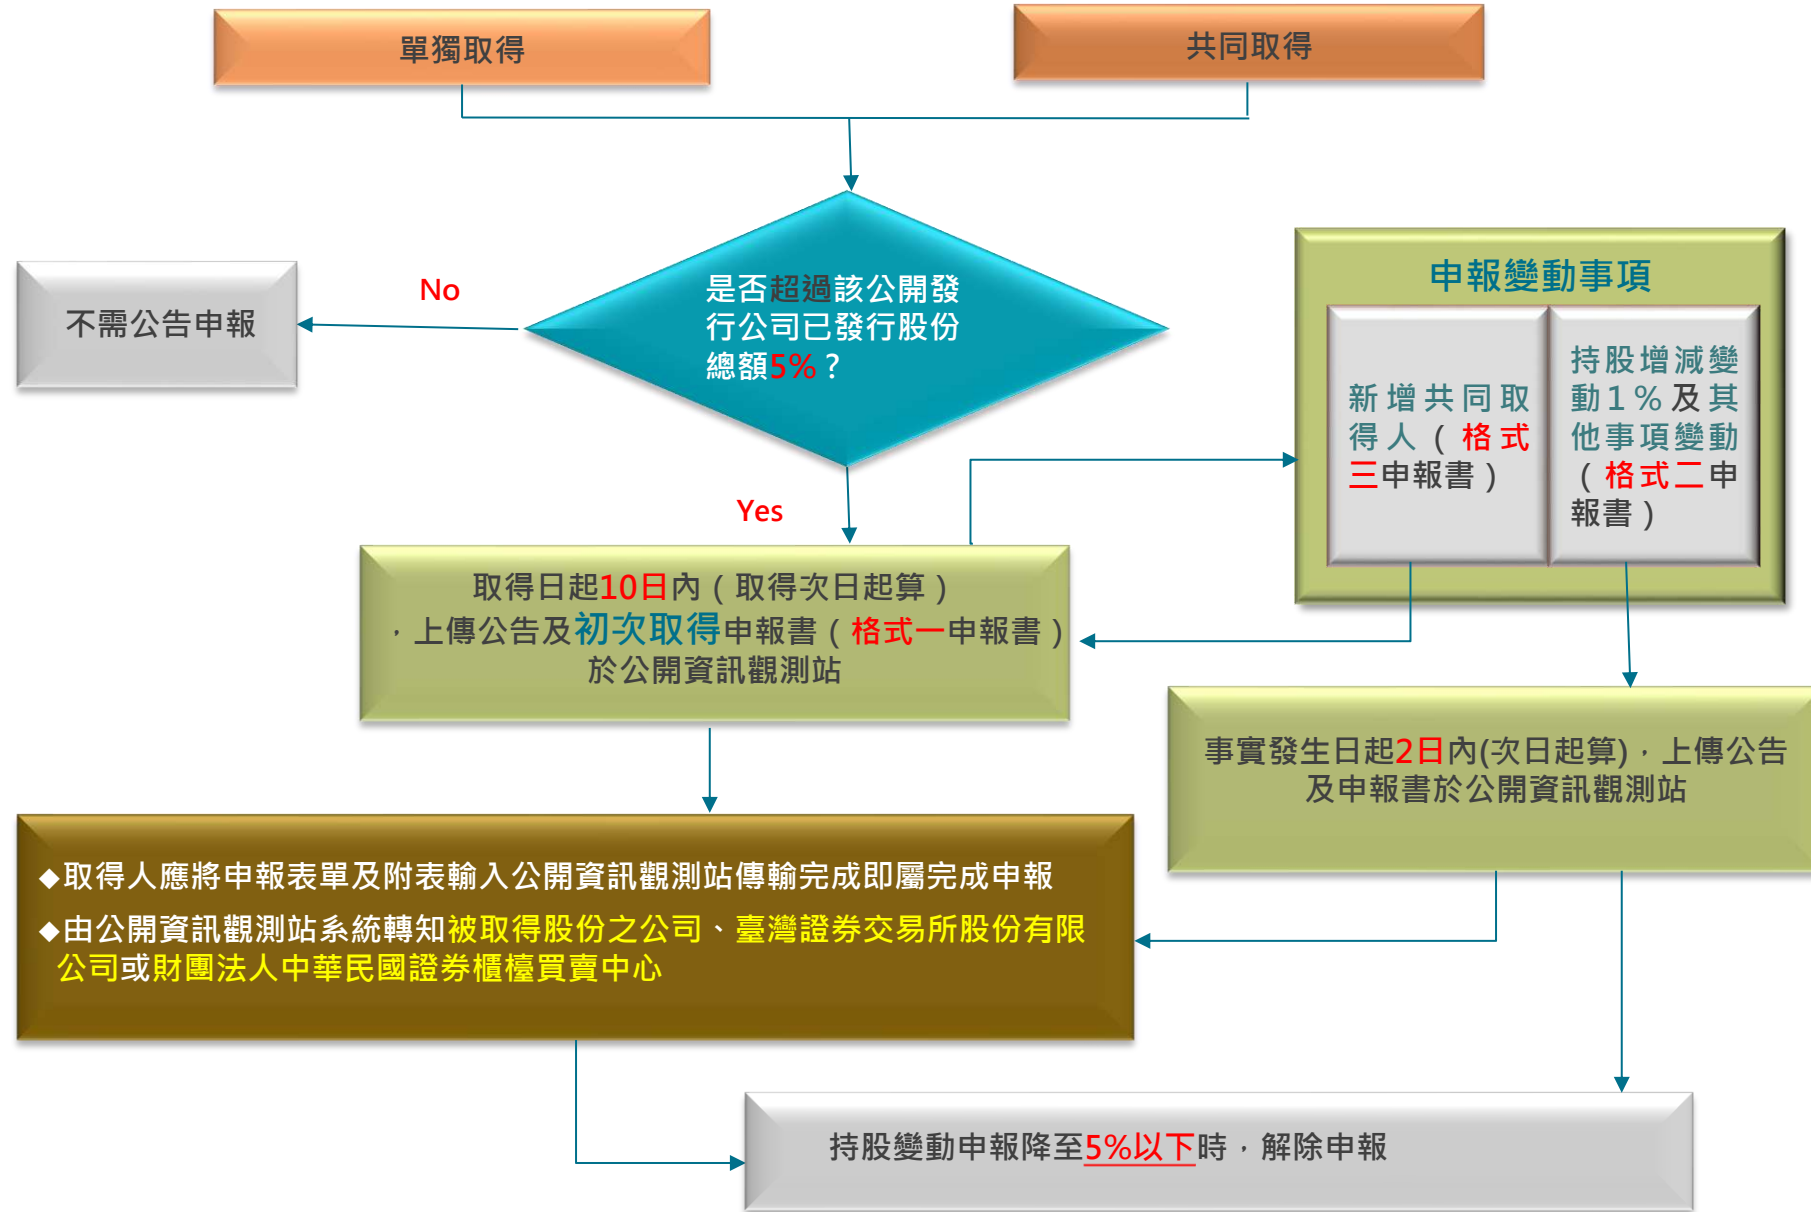 單獨取得
共同取得
是否超過該公開發
行公司已發行股份
總額5%？
No
不需公告申報
Yes
申報變動事項
新增共同取
得人（格式
三申報書）
持股增減變
動1%及其
他事項變動
（格式二申
報書）
取得日起10日內（取得次日起算）
，上傳公告及初次取得申報書（格式一申報書）
於公開資訊觀測站
事實發生日起2日內(次日起算)，上傳公告
及申報書於公開資訊觀測站
◆取得人應將申報表單及附表輸入公開資訊觀測站傳輸完成即屬完成申報
◆由公開資訊觀測站系統轉知被取得股份之公司、臺灣證券交易所股份有限
公司或財團法人中華民國證券櫃檯買賣中心
持股變動申報降至5%以下時，解除申報